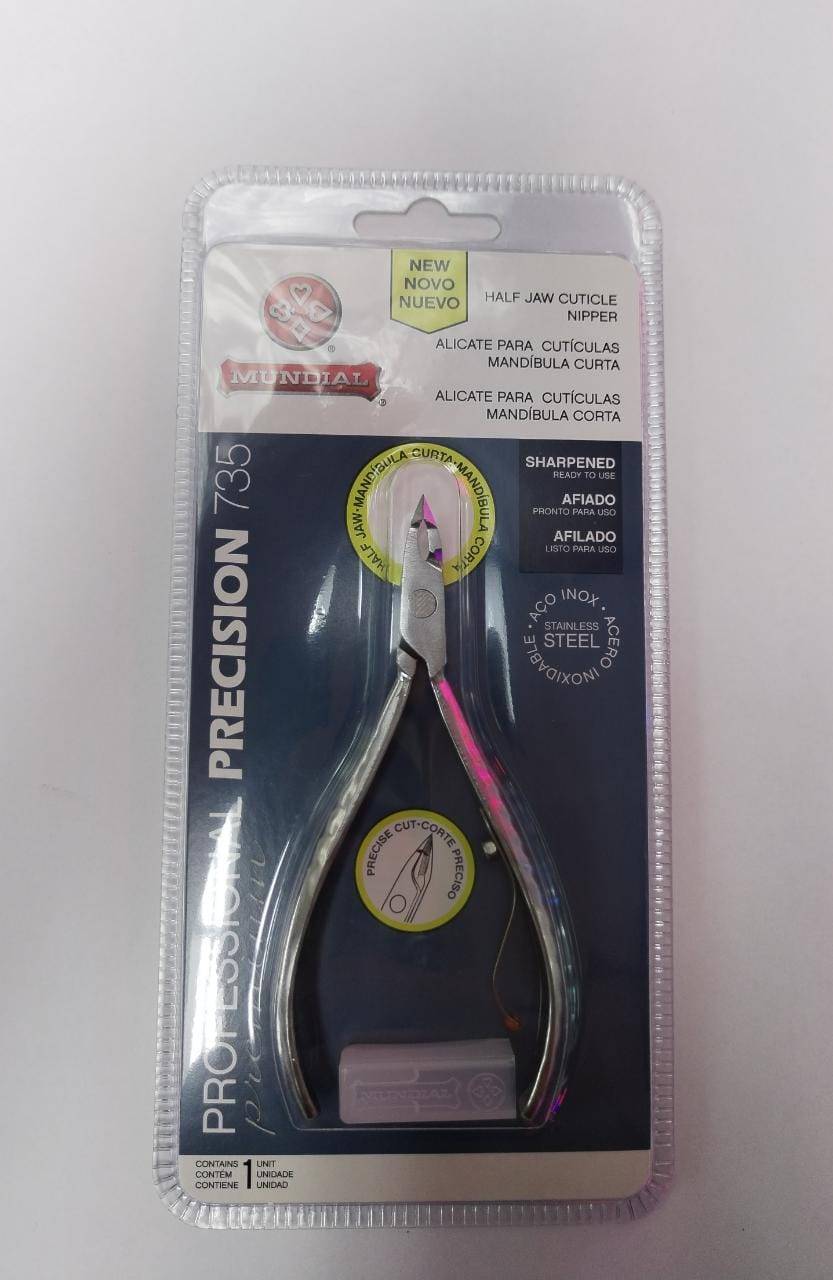 MUNDIAL
NEW
NOVO
NUEVO
HALF JAW CUTICLE
NIPPER
ALICATE PARA CUTÍCULAS
MANDÍBULA CURTA
ALICATE PARA CUTÍCULAS
MANDÍBULA CORTA
HALF JAW·MANDÍBULA CURTA·MANDÍBULA CORTA
SHARPENED
READY TO USE
AFIADO
PRONTO PARA USO
AFILADO
LISTO PARA USO
AÇO INOX · ACERO INOXIDABLE ·
STAINLESS
STEEL
PROFESSIONAL PRECISION 735
premium
PRECISE CUT·CORTE PRECISO
MUNDIAL
CONTAINS 1 UNIT
CONTÉM UNIDADE
CONTIENE UNIDAD